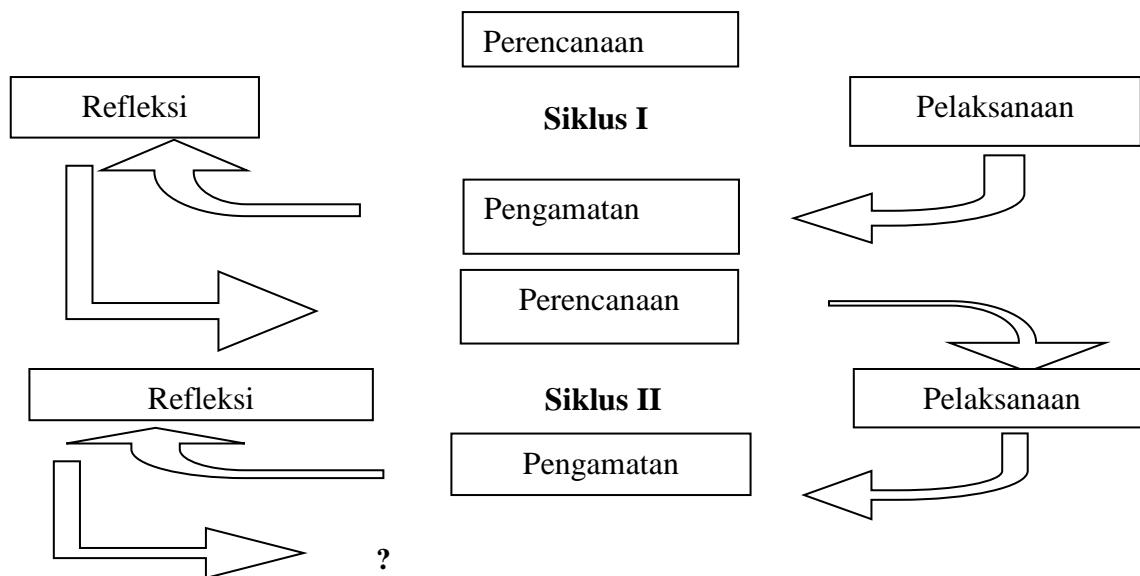 Perencanaan
Refleksi
Siklus I
Pelaksanaan
Pengamatan
Perencanaan
Refleksi
Siklus II
Pelaksanaan
Pengamatan
?